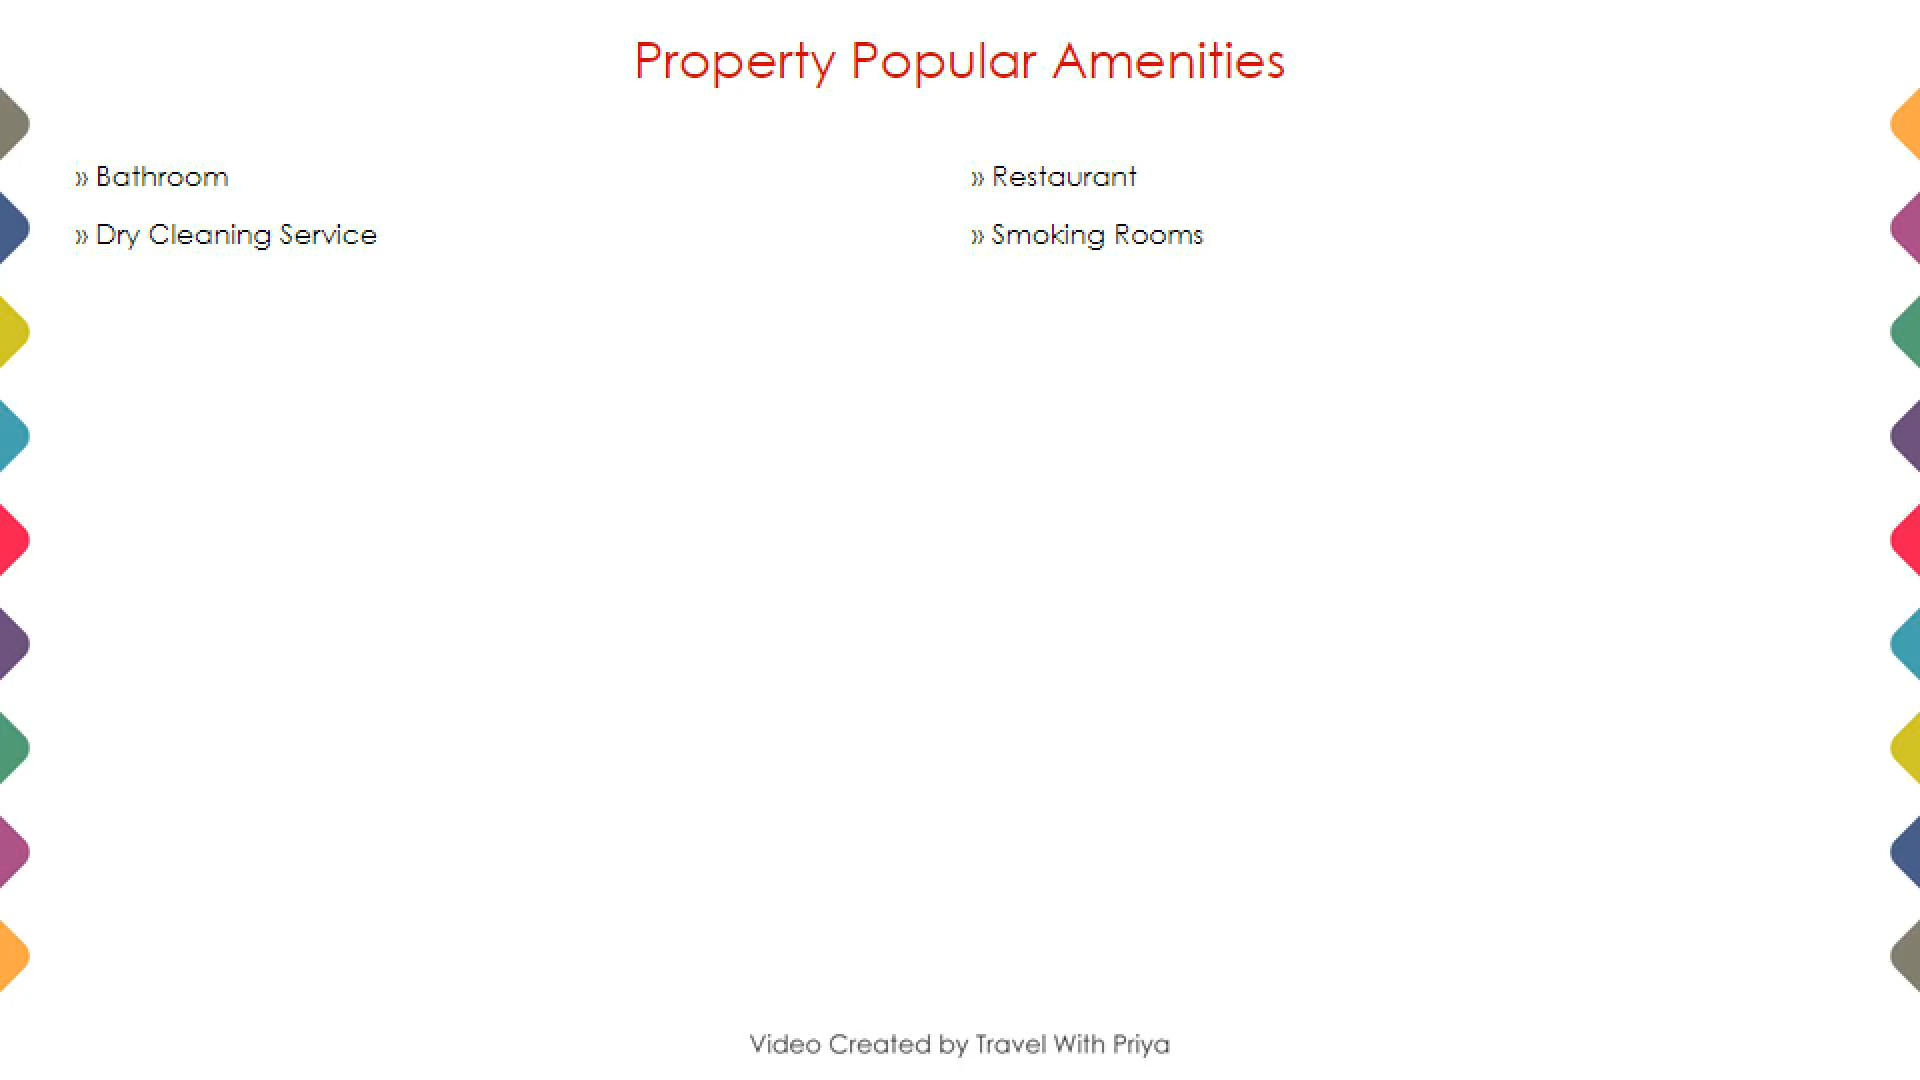 Property Popular Amenities
» Bathroom
» Restaurant
» Dry Cleaning Service
» Smoking Rooms
Video Created by Travel With Priya